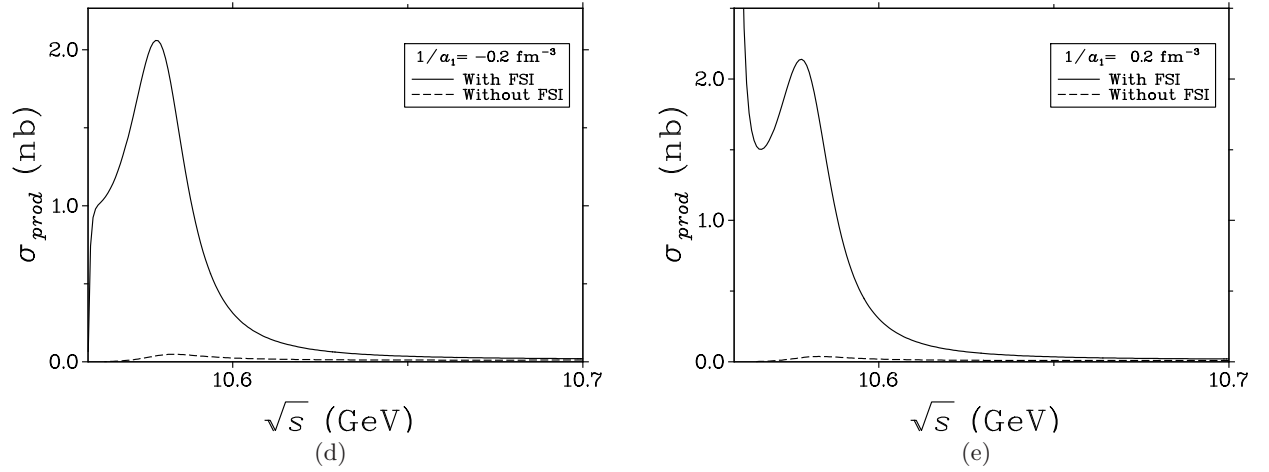 2.0
1.0
0.0
σ_prod (nb)
1/a₁= −0.2 fm⁻³
With FSI
Without FSI
10.6
10.7
√s (GeV)
(d)
2.0
1.0
0.0
σ_prod (nb)
1/a₁= 0.2 fm⁻³
With FSI
Without FSI
10.6
10.7
√s (GeV)
(e)